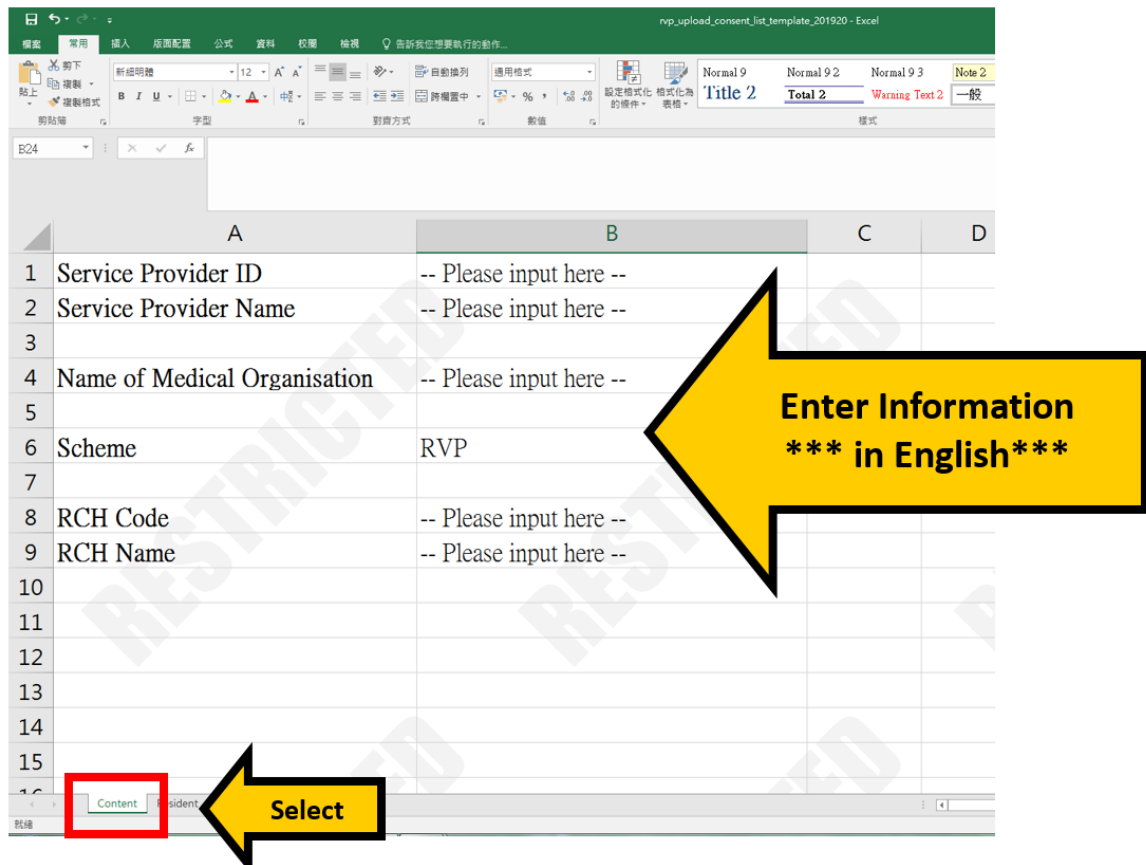 rvp_upload_consent_list_template_201920 - Excel
檔案 常用 插入 版面配置 公式 資料 校閱 檢視 告訴我您想要執行的動作...
剪下 新細明體 12 A A 自動換列 通用格式 Normal 9 Normal 9 2 Normal 9 3 Note 2
貼上 複製 B I U 中 跨欄置中 % 設定格式化的條件 格式化為表格 Title 2 Total 2 Warning Text 2 一般
複製格式
剪貼簿 字型 對齊方式 數值 樣式
B24 fx
A B C D
1 Service Provider ID -- Please input here --
2 Service Provider Name -- Please input here --
3
4 Name of Medical Organisation -- Please input here --
5
6 Scheme RVP
7
8 RCH Code -- Please input here --
9 RCH Name -- Please input here --
10
11
12
13
14
15
16
Enter Information
*** in English***
RESTRICTED
RESTRICTED
Content
Select
就緒